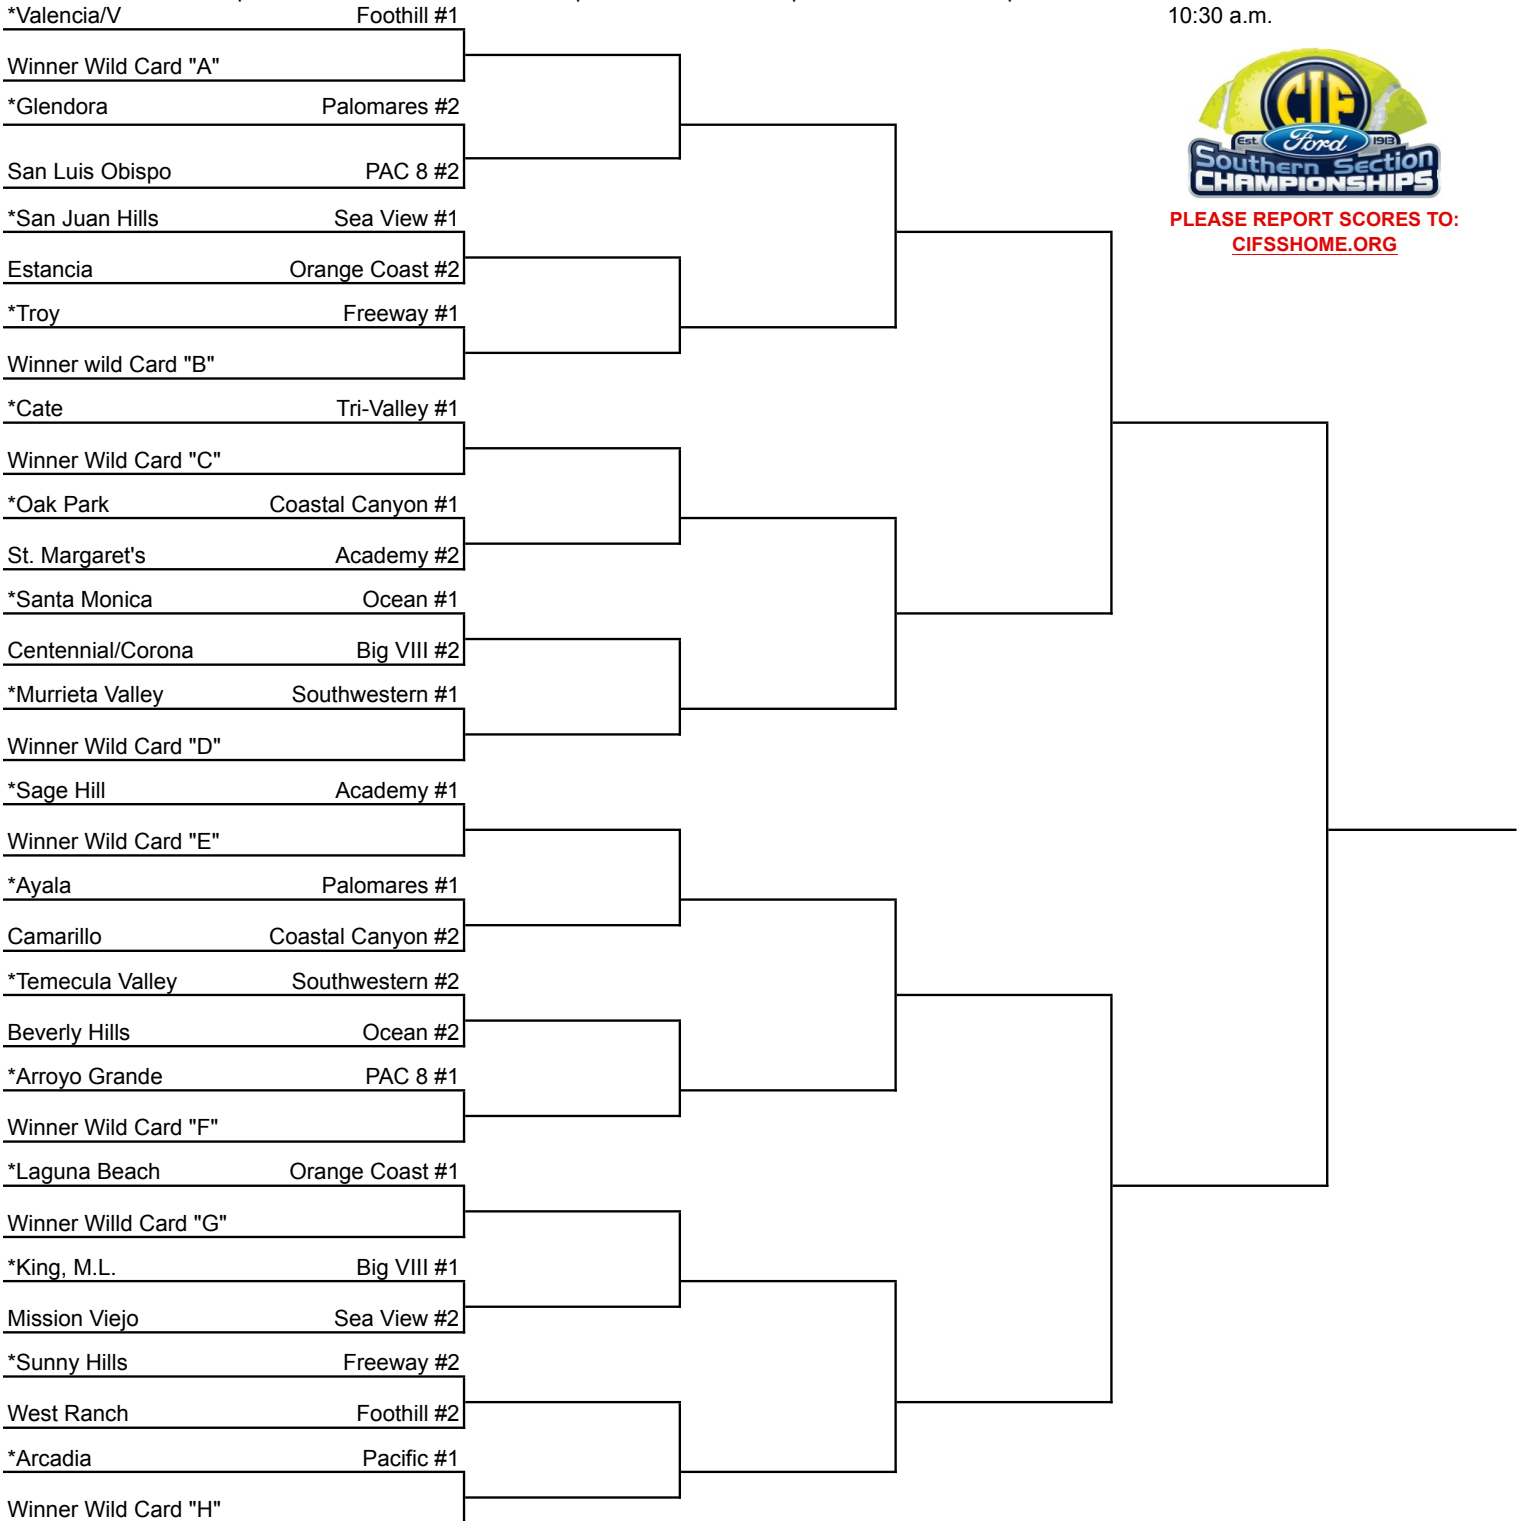 *Valencia/V Foothill #1 10:30 a.m.
Winner Wild Card "A"
*Glendora Palomares #2
San Luis Obispo PAC 8 #2
*San Juan Hills Sea View #1
Estancia Orange Coast #2
*Troy Freeway #1
Winner wild Card "B"
*Cate Tri-Valley #1
Winner Wild Card "C"
*Oak Park Coastal Canyon #1
St. Margaret's Academy #2
*Santa Monica Ocean #1
Centennial/Corona Big VIII #2
*Murrieta Valley Southwestern #1
Winner Wild Card "D"
*Sage Hill Academy #1
Winner Wild Card "E"
*Ayala Palomares #1
Camarillo Coastal Canyon #2
*Temecula Valley Southwestern #2
Beverly Hills Ocean #2
*Arroyo Grande PAC 8 #1
Winner Wild Card "F"
*Laguna Beach Orange Coast #1
Winner Willd Card "G"
*King, M.L. Big VIII #1
Mission Viejo Sea View #2
*Sunny Hills Freeway #2
West Ranch Foothill #2
*Arcadia Pacific #1
Winner Wild Card "H"
CIF
Est. Ford 1913
Southern Section
CHAMPIONSHIPS
PLEASE REPORT SCORES TO:
CIFSSHOME.ORG